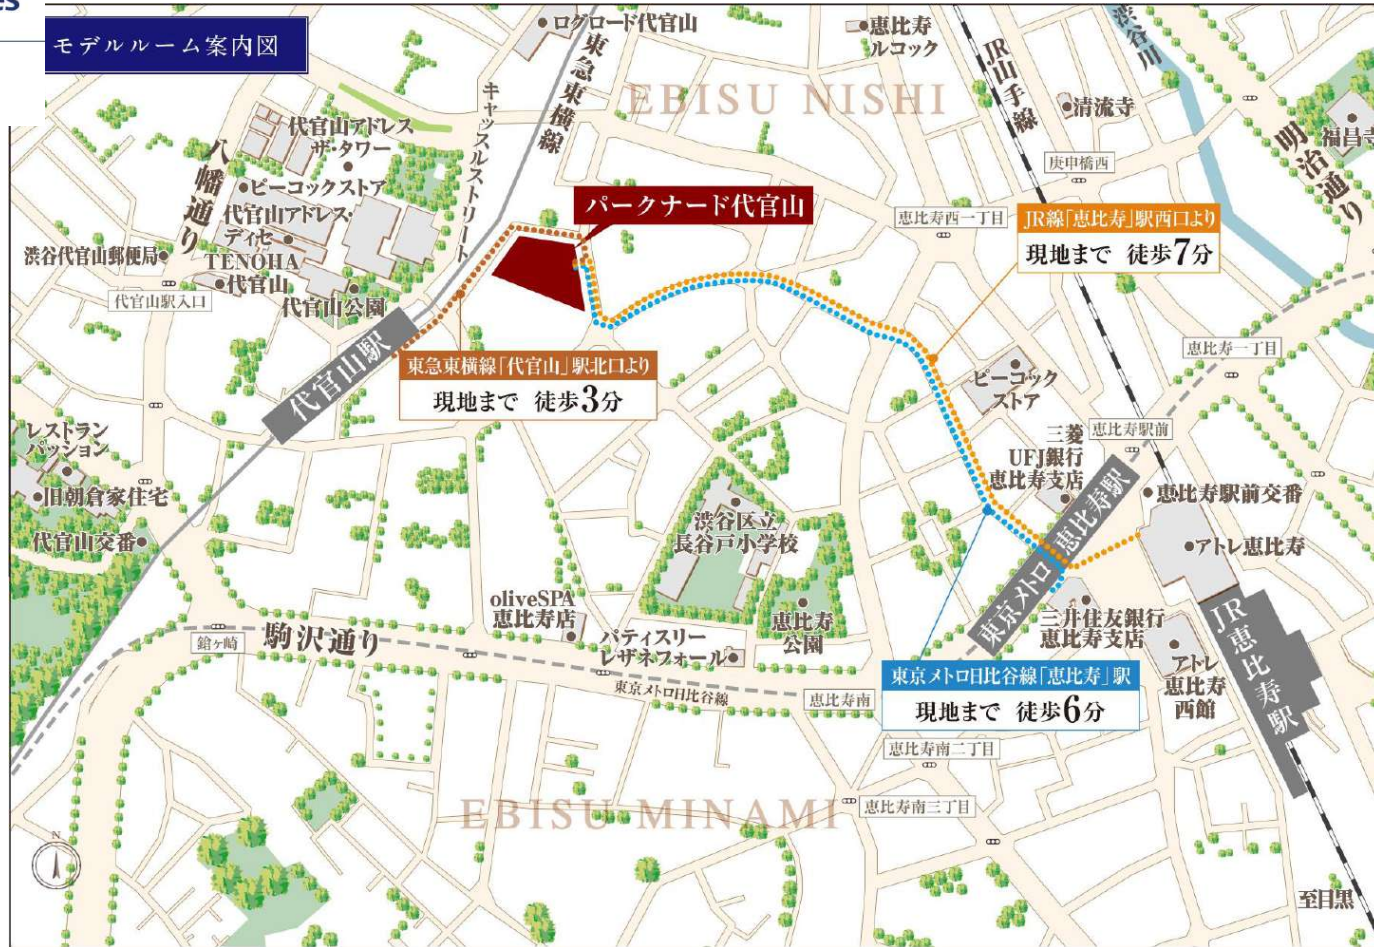 es
モデルルーム案内図
ログロード代官山
東急東横線
恵比寿
ルコック
JR山手線
渋谷川
EBISU NISHI
キャッスルストリート
清流寺
明治通り
福昌寺
代官山アドレス
ザ・タワー
八幡通り
ピーコックストア
庚申橋西
パークナード代官山
代官山アドレス・
ディセ
恵比寿西一丁目
JR線「恵比寿」駅西口より
現地まで 徒歩7分
渋谷代官山郵便局
TENOHA
代官山
代官山駅入口
代官山公園
代官山駅
東急東横線「代官山」駅北口より
現地まで 徒歩3分
恵比寿一丁目
ピーコック
ストア
レストラン
パッション
三菱
UFJ銀行
恵比寿支店
恵比寿駅前
旧朝倉家住宅
恵比寿駅前交番
代官山交番
渋谷区立
長谷戸小学校
東京メトロ 恵比寿駅
アトレ恵比寿
oliveSPA
恵比寿店
恵比寿
公園
三井住友銀行
恵比寿支店
JR恵比寿駅
鎗ヶ崎
駒沢通り
パティスリー
レザネフォール
アトレ
恵比寿
西館
東京メトロ日比谷線「恵比寿」駅
現地まで 徒歩6分
東京メトロ日比谷線
恵比寿南
恵比寿南二丁目
EBISU MINAMI
恵比寿南三丁目
N
至目黒